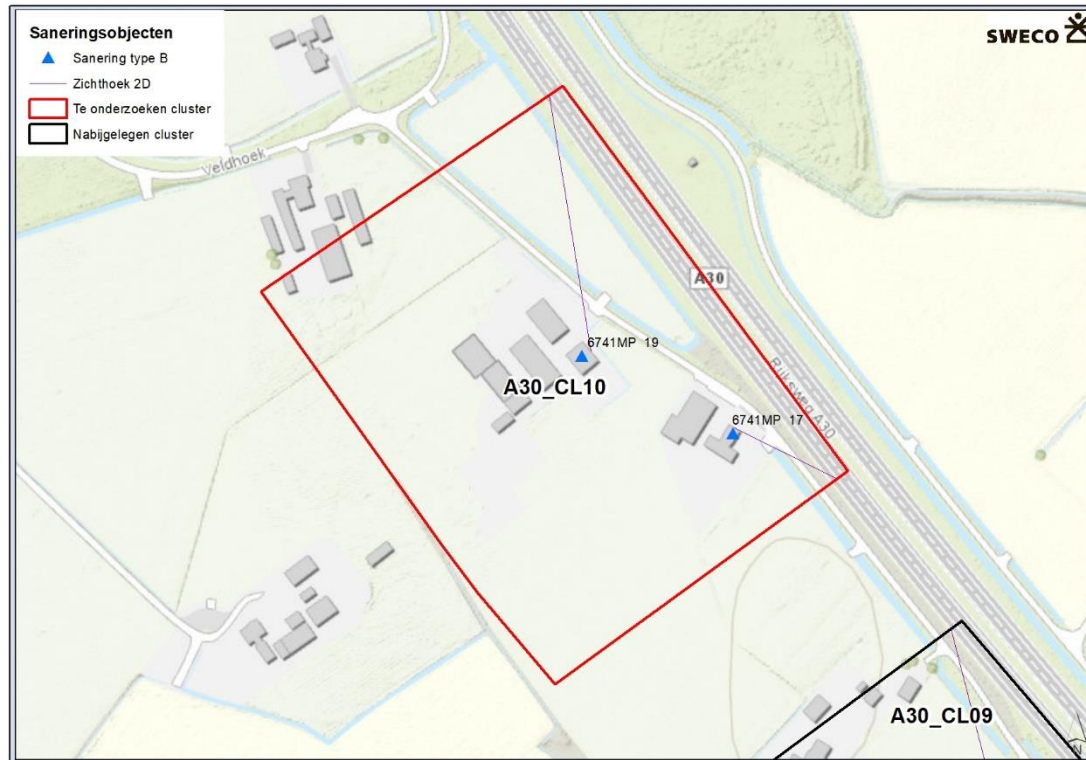 Saneringsobjecten
Sanering type B
Zichthoek 2D
Te onderzoeken cluster
Nabijgelegen cluster
SWECO
Veldhoek
A30
6741MP 19
A30_CL10
Rijksweg A30
6741MP 17
A30_CL09
N